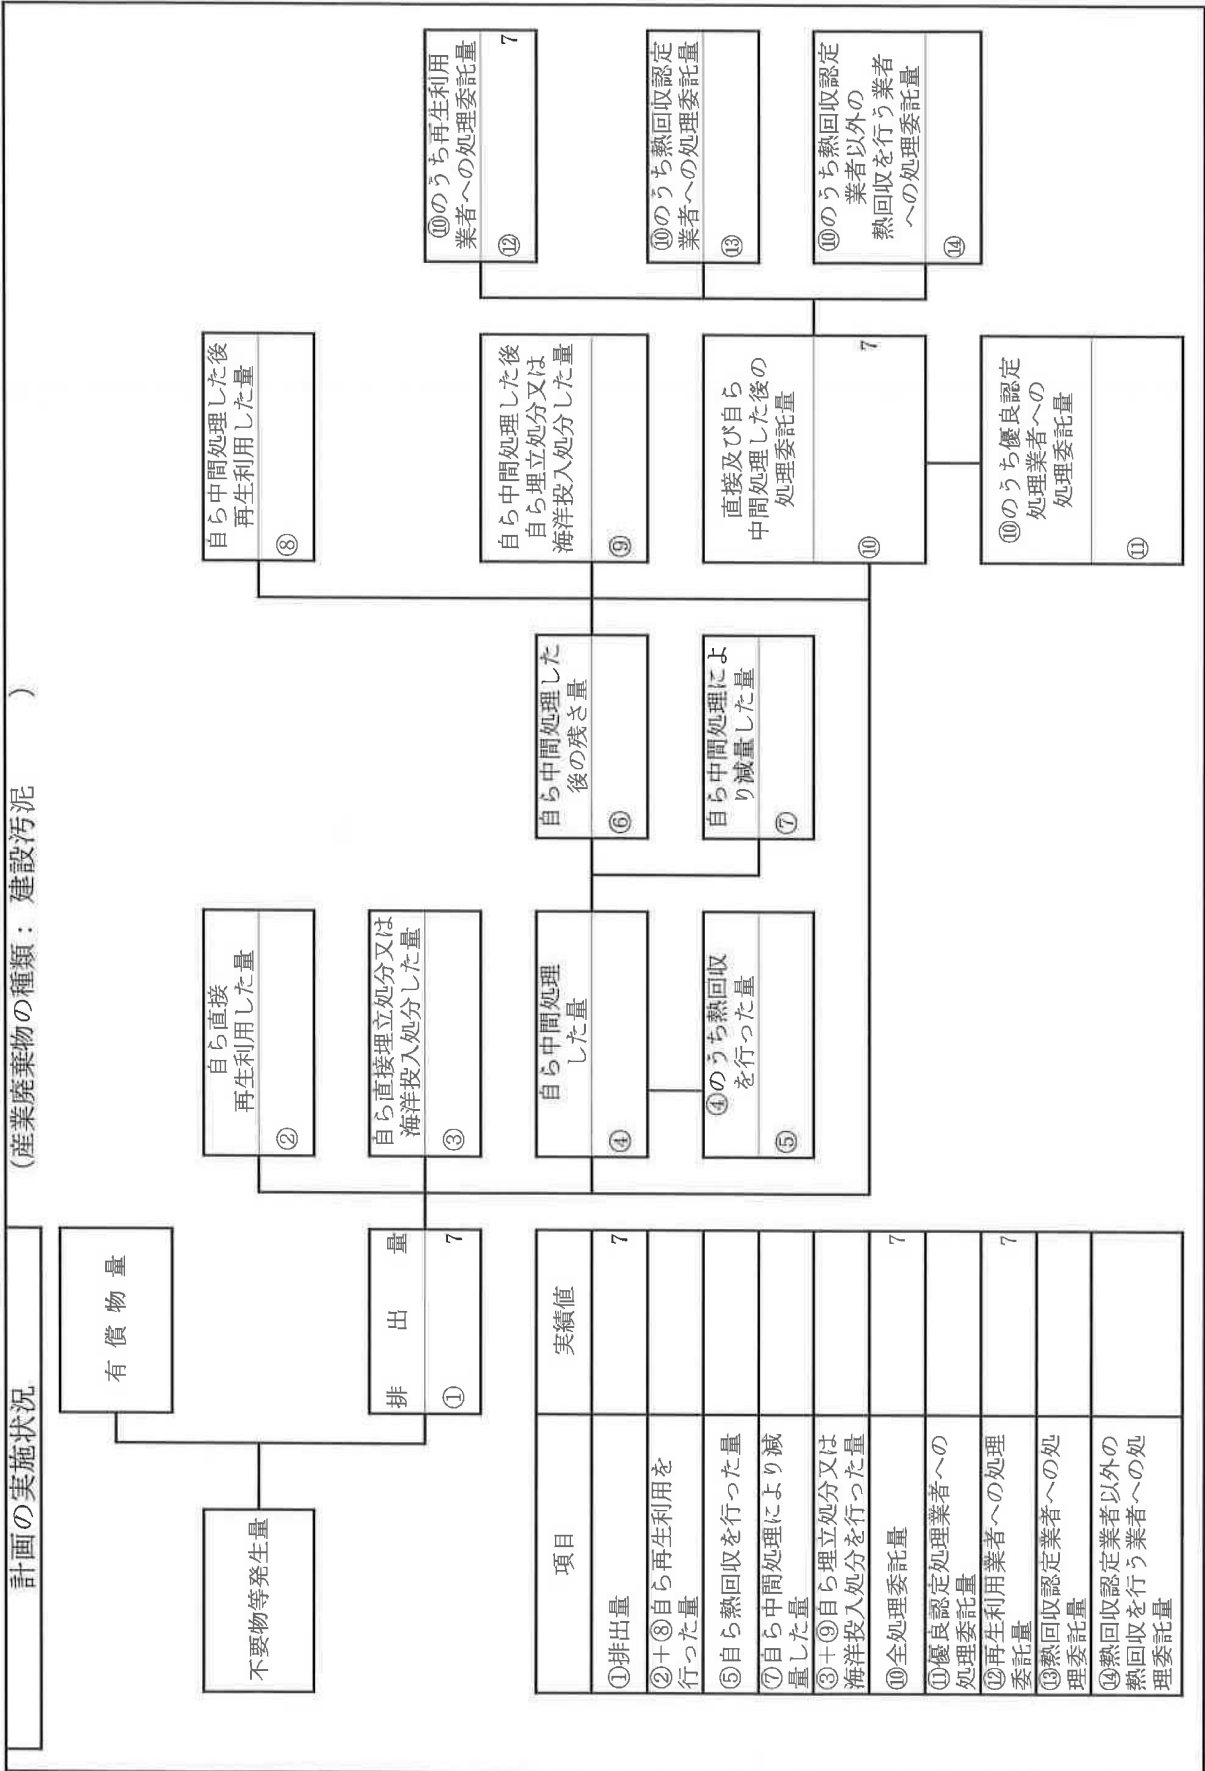 計画の実施状況
(産業廃棄物の種類： 建設汚泥 )
不要物等発生量
有 償 物 量
排 出 量
① 7
自ら直接
再生利用した量
②
自ら直接埋立処分又は
海洋投入処分した量
③
自ら中間処理
した量
④
④のうち熱回収
を行った量
⑤
自ら中間処理した
後の残さ量
⑥
自ら中間処理によ
り減量した量
⑦
自ら中間処理した後
再生利用した量
⑧
自ら中間処理した後
自ら埋立処分又は
海洋投入処分した量
⑨
直接及び自ら
中間処理した後の
処理委託量
⑩ 7
⑩のうち優良認定
処理業者への
処理委託量
⑪
⑩のうち再生利用
業者への処理委託量
⑫ 7
⑩のうち熱回収認定
業者への処理委託量
⑬
⑩のうち熱回収認定
業者以外の
熱回収を行う業者
への処理委託量
⑭
項目 実績値
①排出量 7
②＋⑧自ら再生利用を
行った量
⑤自ら熱回収を行った量
⑦自ら中間処理により減
量した量
③＋⑨自ら埋立処分又は
海洋投入処分を行った量
⑩全処理委託量 7
⑪優良認定処理業者への
処理委託量
⑫再生利用業者への処理
委託量 7
⑬熱回収認定業者への処
理委託量
⑭熱回収認定業者以外の
熱回収を行う業者への処
理委託量